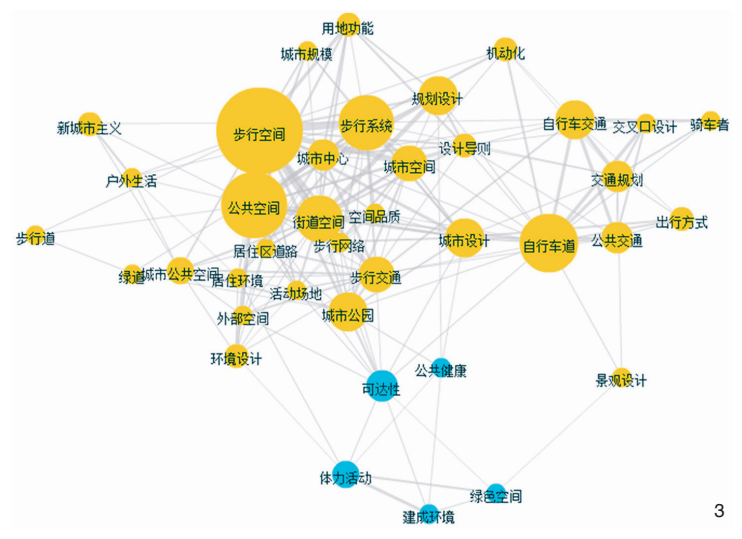 用地功能
城市规模
机动化
规划设计
新城市主义
步行空间
步行系统
自行车交通
交叉口设计
骑车者
城市中心
城市空间
设计导则
户外生活
交通规划
公共空间
街道空间
空间品质
出行方式
步行道
居住区道路
步行网络
城市设计
自行车道
公共交通
绿道
城市公共空间
居住环境
步行交通
活动场地
外部空间
城市公园
环境设计
可达性
公共健康
景观设计
体力活动
绿色空间
建成环境
3